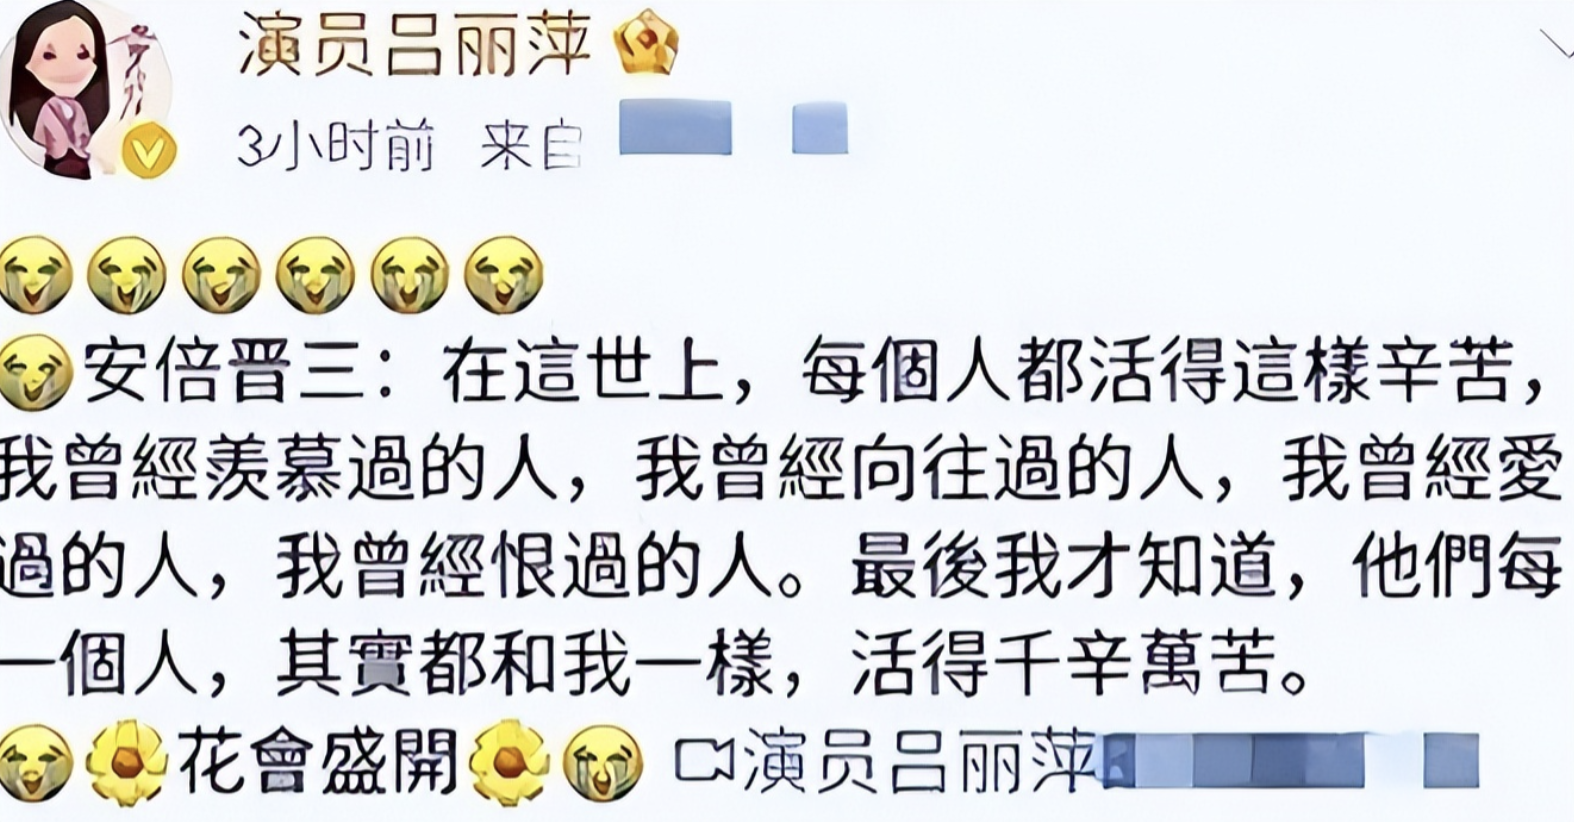 演员吕丽萍
3小时前 来自
安倍晋三：在這世上，每個人都活得這樣辛苦，
我曾經羨慕過的人，我曾經向往過的人，我曾經愛
過的人，我曾經恨過的人。最後我才知道，他們每
一個人，其實都和我一樣，活得千辛萬苦。
花會盛開 演员吕丽萍